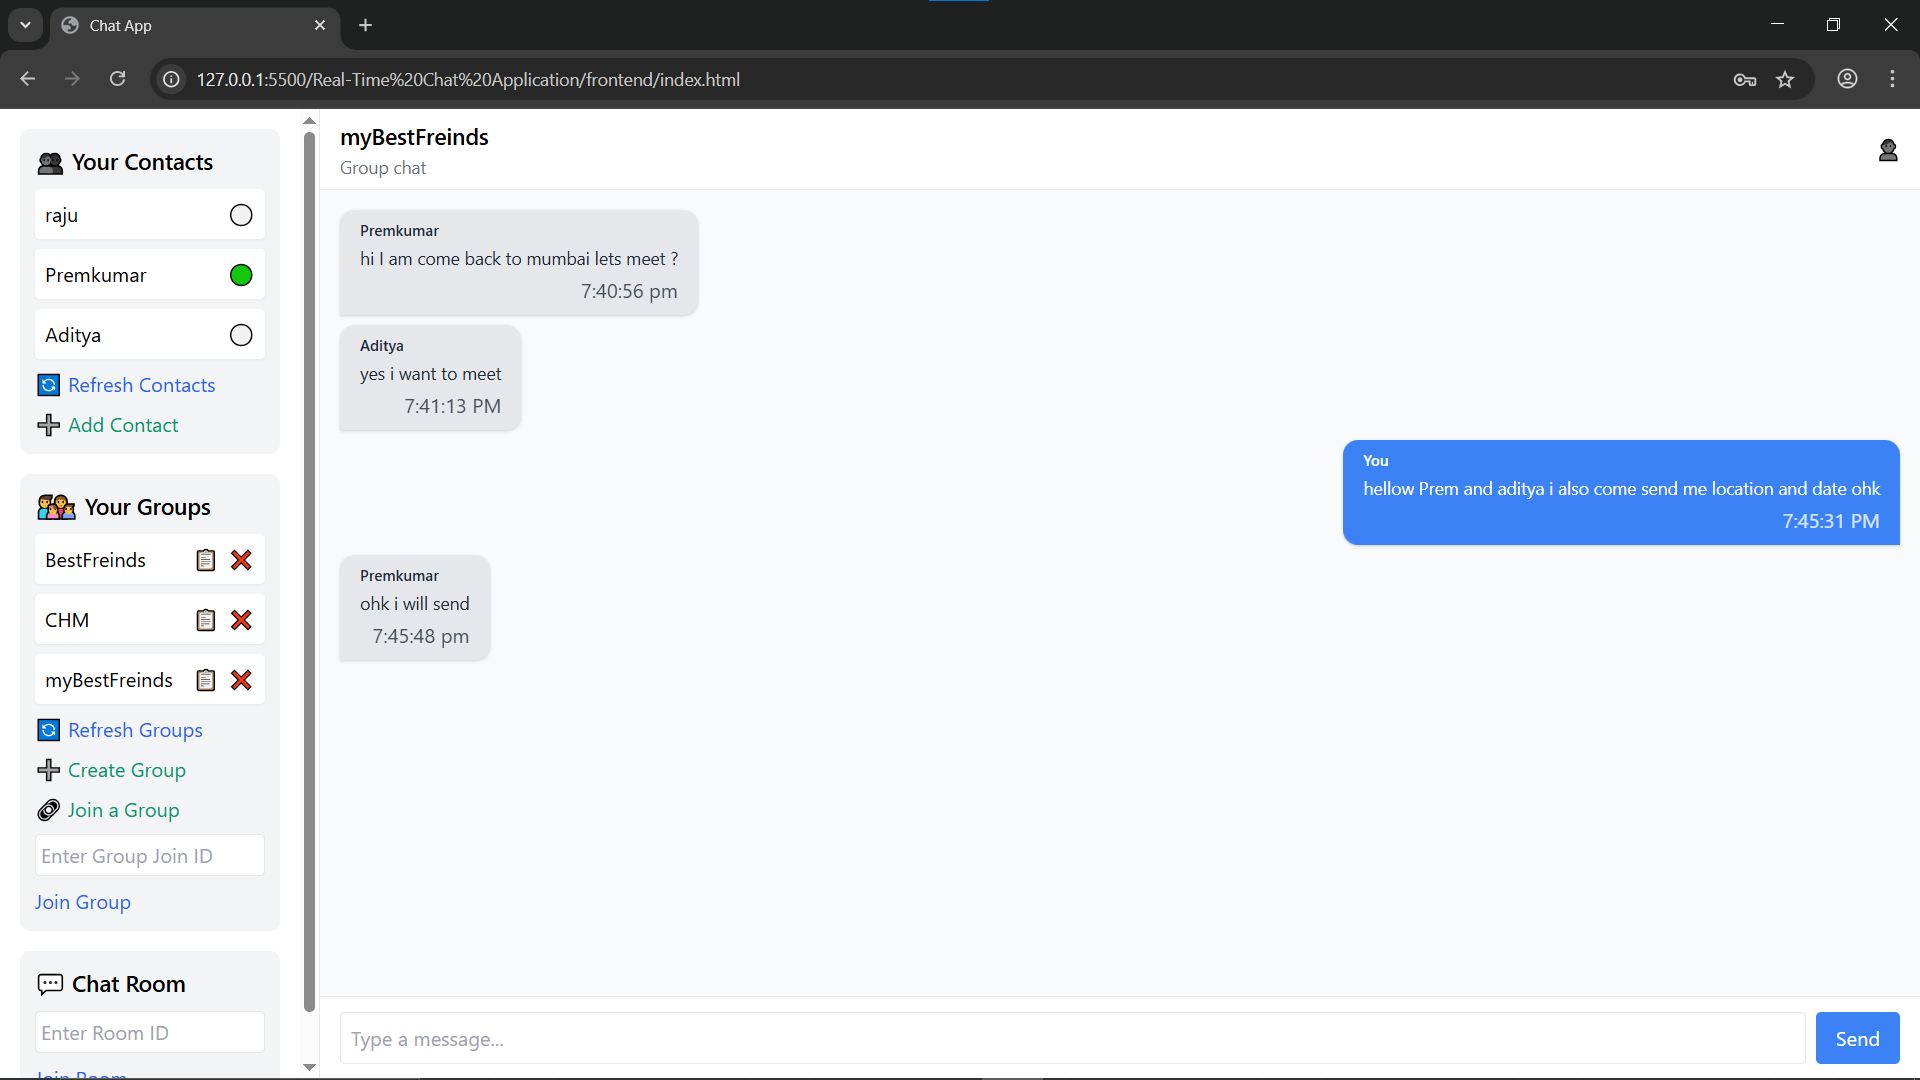 Chat App
127.0.0.1:5500/Real-Time%20Chat%20Application/frontend/index.html
Your Contacts
raju
Premkumar
Aditya
Refresh Contacts
Add Contact
Your Groups
BestFreinds
CHM
myBestFreinds
Refresh Groups
Create Group
Join a Group
Enter Group Join ID
Join Group
Chat Room
Enter Room ID
Join Room
myBestFreinds
Group chat
Premkumar
hi I am come back to mumbai lets meet ?
7:40:56 pm
Aditya
yes i want to meet
7:41:13 PM
You
hellow Prem and aditya i also come send me location and date ohk
7:45:31 PM
Premkumar
ohk i will send
7:45:48 pm
Type a message...
Send